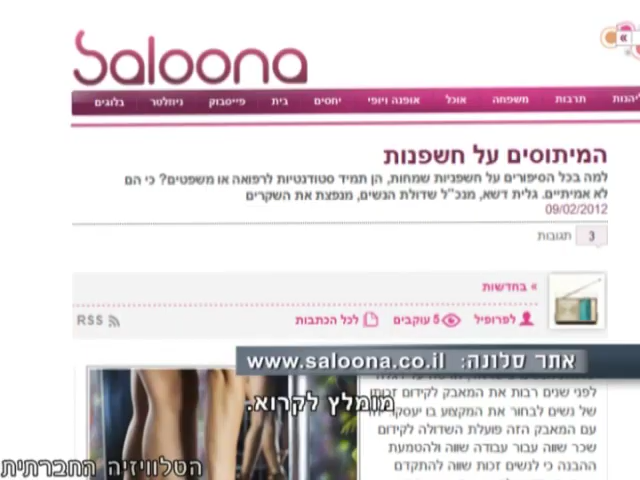 Saloona
ליהנות תרבות משפחה אוכל אופנה ויופי יחסים בית פייסבוק ניוזלטר בלוגים
המיתוסים על חשפנות
למה בכל הסיפורים על חשפניות שמחות, הן תמיד סטודנטיות לרפואה או משפטים? כי הם
לא אמיתיים. גלית דשא, מנכ"ל שדולת הנשים, מנפצת את השקרים
09/02/2012
3 תגובות
» בחדשות
לפרופיל 5 עוקבים לכל הכתבות RSS
אתר סלונה: www.saloona.co.il
לפני שנים רבות את המאבק לקידום
מומלץ לקרוא.
של נשים לבחור את המקצוע בו יעסקו
עם המאבק הזה פועלת השדולה לקידום
שכר שווה עבור עבודה שווה ולהטמעת
ההבנה כי לנשים זכות שווה להתקדם
הטלוויזיה החברתית